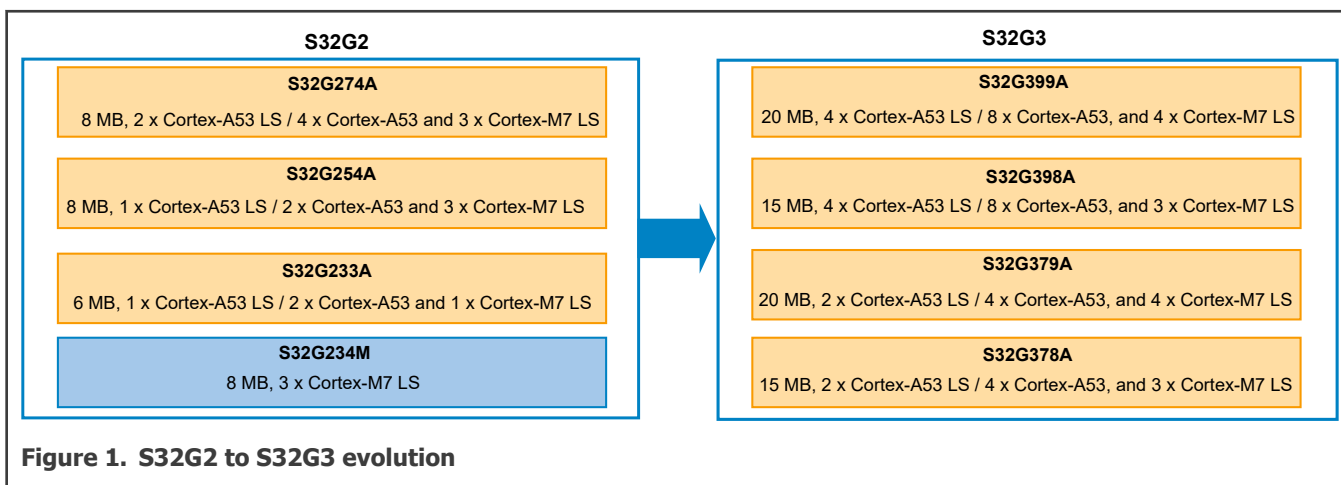 S32G2
S32G274A
8 MB, 2 x Cortex-A53 LS / 4 x Cortex-A53 and 3 x Cortex-M7 LS
S32G254A
8 MB, 1 x Cortex-A53 LS / 2 x Cortex-A53 and 3 x Cortex-M7 LS
S32G233A
6 MB, 1 x Cortex-A53 LS / 2 x Cortex-A53 and 1 x Cortex-M7 LS
S32G234M
8 MB, 3 x Cortex-M7 LS
S32G3
S32G399A
20 MB, 4 x Cortex-A53 LS / 8 x Cortex-A53, and 4 x Cortex-M7 LS
S32G398A
15 MB, 4 x Cortex-A53 LS / 8 x Cortex-A53, and 3 x Cortex-M7 LS
S32G379A
20 MB, 2 x Cortex-A53 LS / 4 x Cortex-A53, and 4 x Cortex-M7 LS
S32G378A
15 MB, 2 x Cortex-A53 LS / 4 x Cortex-A53, and 3 x Cortex-M7 LS
Figure 1. S32G2 to S32G3 evolution